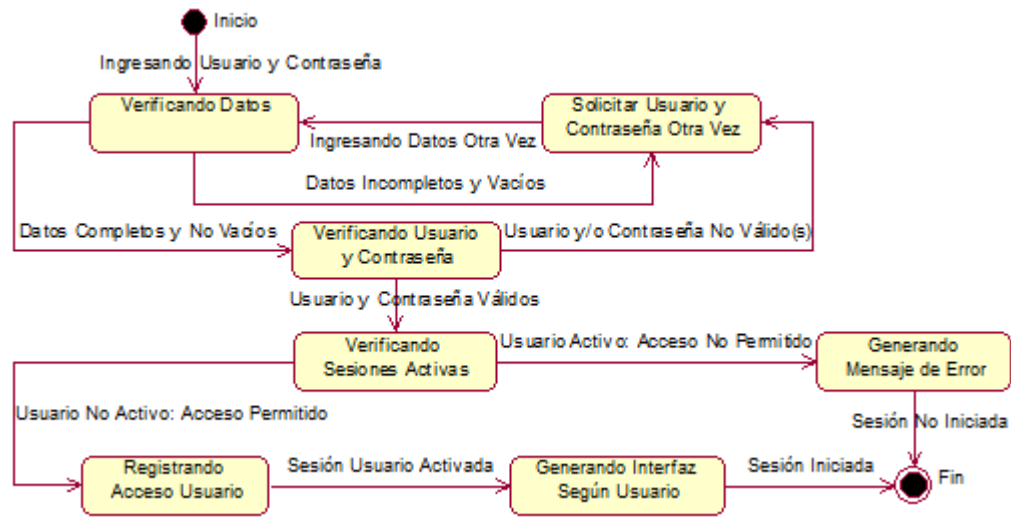 Inicio
Ingresando Usuario y Contraseña
Verificando Datos
Solicitar Usuario y
Contraseña Otra Vez
Ingresando Datos Otra Vez
Datos Incompletos y Vacíos
Datos Completos y No Vacíos
Verificando Usuario
y Contraseña
Usuario y/o Contraseña No Válido(s)
Usuario y Contraseña Válidos
Verificando
Sesiones Activas
Usuario Activo: Acceso No Permitido
Generando
Mensaje de Error
Usuario No Activo: Acceso Permitido
Sesión No Iniciada
Registrando
Acceso Usuario
Sesión Usuario Activada
Generando Interfaz
Según Usuario
Sesión Iniciada
Fin